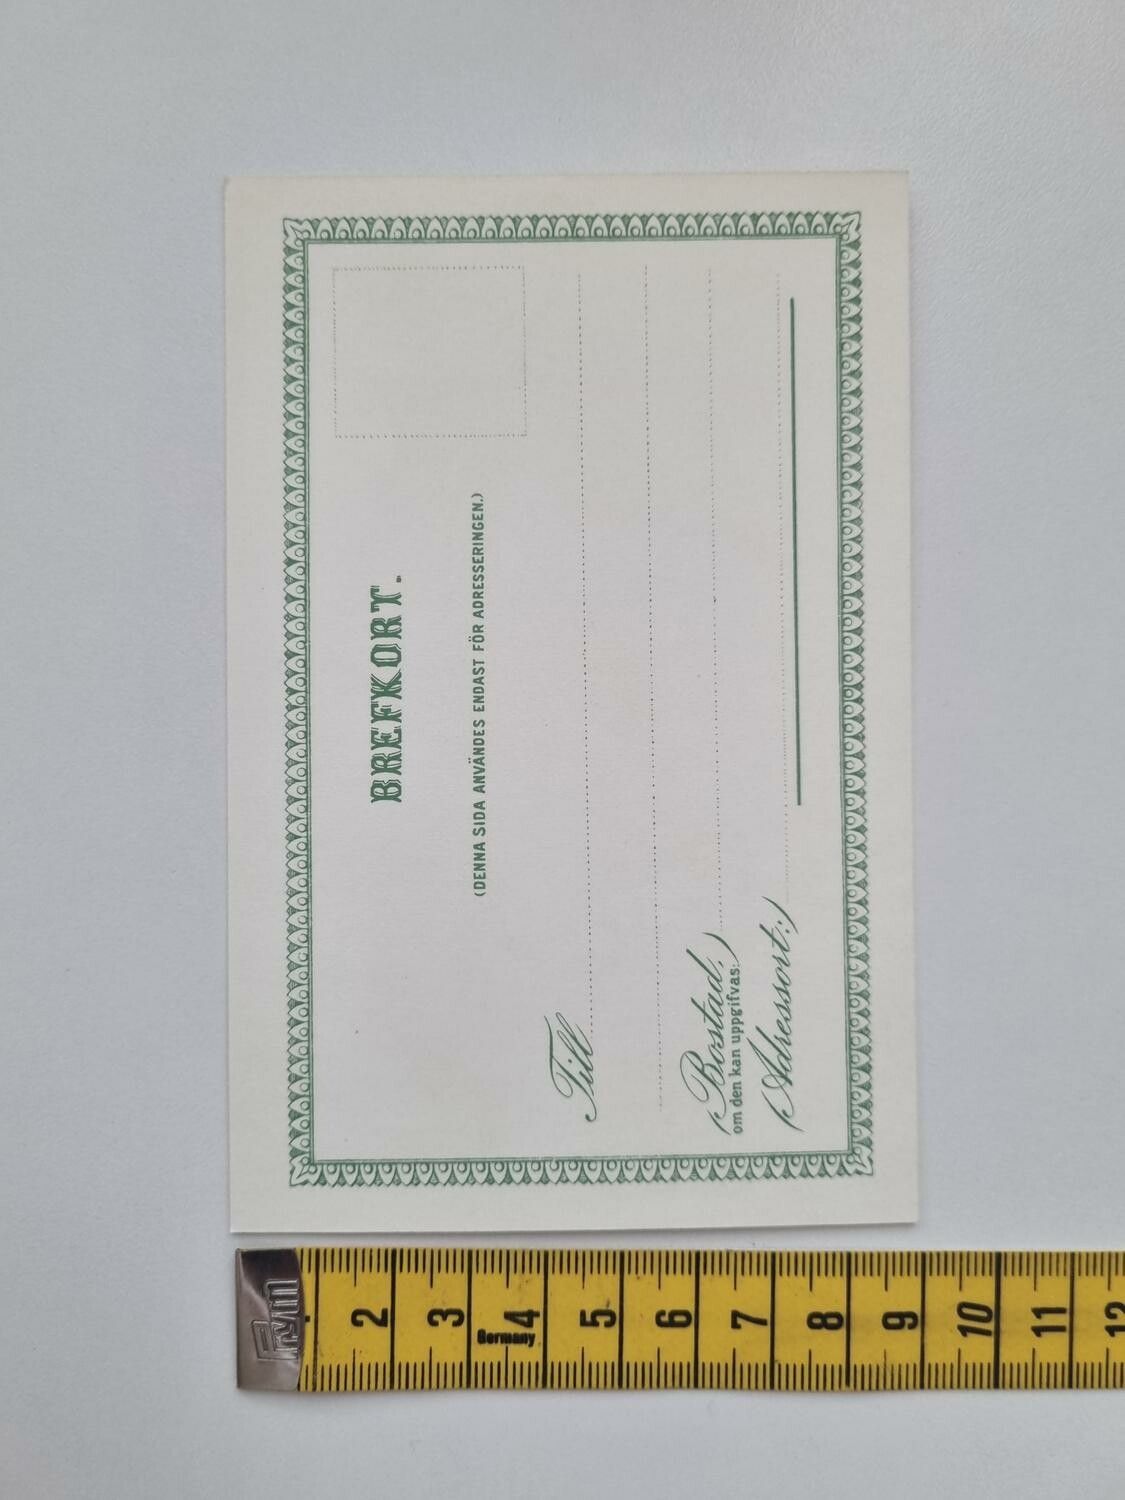 BREFKORT.
(DENNA SIDA ANVÄNDES ENDAST FÖR ADRESSERINGEN.)
Till
(Bostad,)
om den kan uppgifvas:
(Adressort:)
Prym
1 2 3 4 5 6 7 8 9 10 11 12
Germany